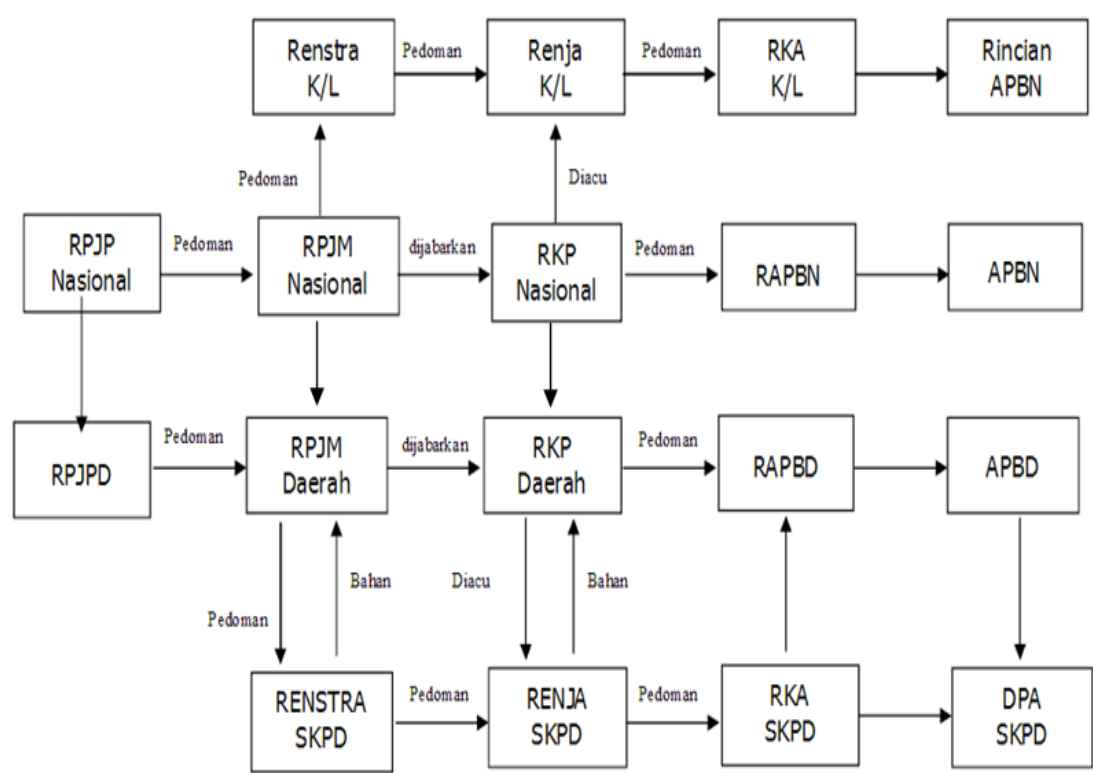 Renstra
K/L
Pedoman
Renja
K/L
Pedoman
RKA
K/L
Rincian
APBN
Pedoman
Diacu
RPJP
Nasional
Pedoman
RPJM
Nasional
dijabarkan
RKP
Nasional
Pedoman
RAPBN
APBN
RPJPD
Pedoman
RPJM
Daerah
dijabarkan
RKP
Daerah
Pedoman
RAPBD
APBD
Pedoman
Bahan
Diacu
Bahan
RENSTRA
SKPD
Pedoman
RENJA
SKPD
Pedoman
RKA
SKPD
DPA
SKPD